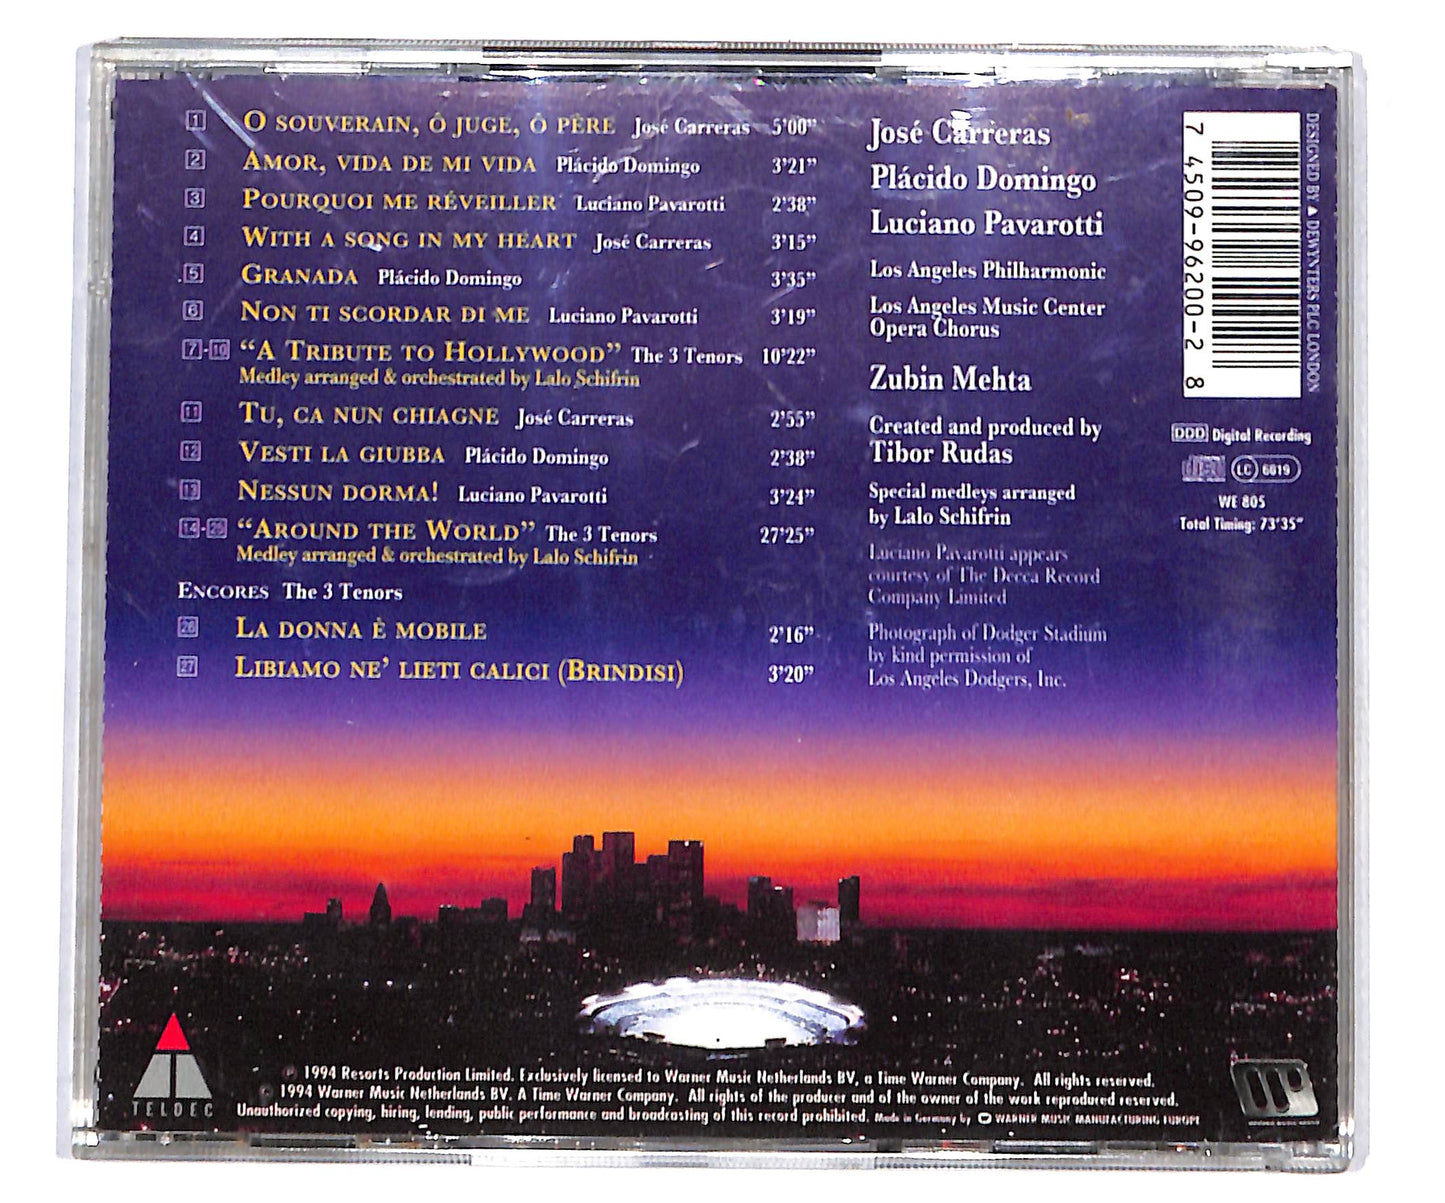 1 O SOUVERAIN, Ô JUGE, Ô PÈRE José Carreras 5'00"
2 AMOR, VIDA DE MI VIDA Plácido Domingo 3'21"
3 POURQUOI ME RÉVEILLER Luciano Pavarotti 2'38"
4 WITH A SONG IN MY HEART José Carreras 3'15"
5 GRANADA Plácido Domingo 3'35"
6 NON TI SCORDAR DI ME Luciano Pavarotti 3'19"
7-10 "A TRIBUTE TO HOLLYWOOD" The 3 Tenors 10'22"
Medley arranged & orchestrated by Lalo Schifrin
11 TU, CA NUN CHIAGNE José Carreras 2'55"
12 VESTI LA GIUBBA Plácido Domingo 2'38"
13 NESSUN DORMA! Luciano Pavarotti 3'24"
14-25 "AROUND THE WORLD" The 3 Tenors 27'25"
Medley arranged & orchestrated by Lalo Schifrin
ENCORES The 3 Tenors
26 LA DONNA È MOBILE 2'16"
27 LIBIAMO NE' LIETI CALICI (BRINDISI) 3'20"
José Carreras
Plácido Domingo
Luciano Pavarotti
Los Angeles Philharmonic
Los Angeles Music Center
Opera Chorus
Zubin Mehta
Created and produced by
Tibor Rudas
Special medleys arranged
by Lalo Schifrin
Luciano Pavarotti appears
courtesy of The Decca Record
Company Limited
Photograph of Dodger Stadium
by kind permission of
Los Angeles Dodgers, Inc.
7 45099-96200-2 8
DESIGNED BY ▲ DEWYNTERS PLC LONDON
DDD Digital Recording
disc LC 6019
WE 805
Total Timing: 73'35"
TELDEC
℗ 1994 Resorts Production Limited. Exclusively licensed to Warner Music Netherlands BV, a Time Warner Company. All rights reserved.
© 1994 Warner Music Netherlands BV. A Time Warner Company. All rights of the producer and of the owner of the work reproduced reserved.
Unauthorized copying, hiring, lending, public performance and broadcasting of this record prohibited. Made in Germany by WARNER MUSIC MANUFACTURING EUROPE